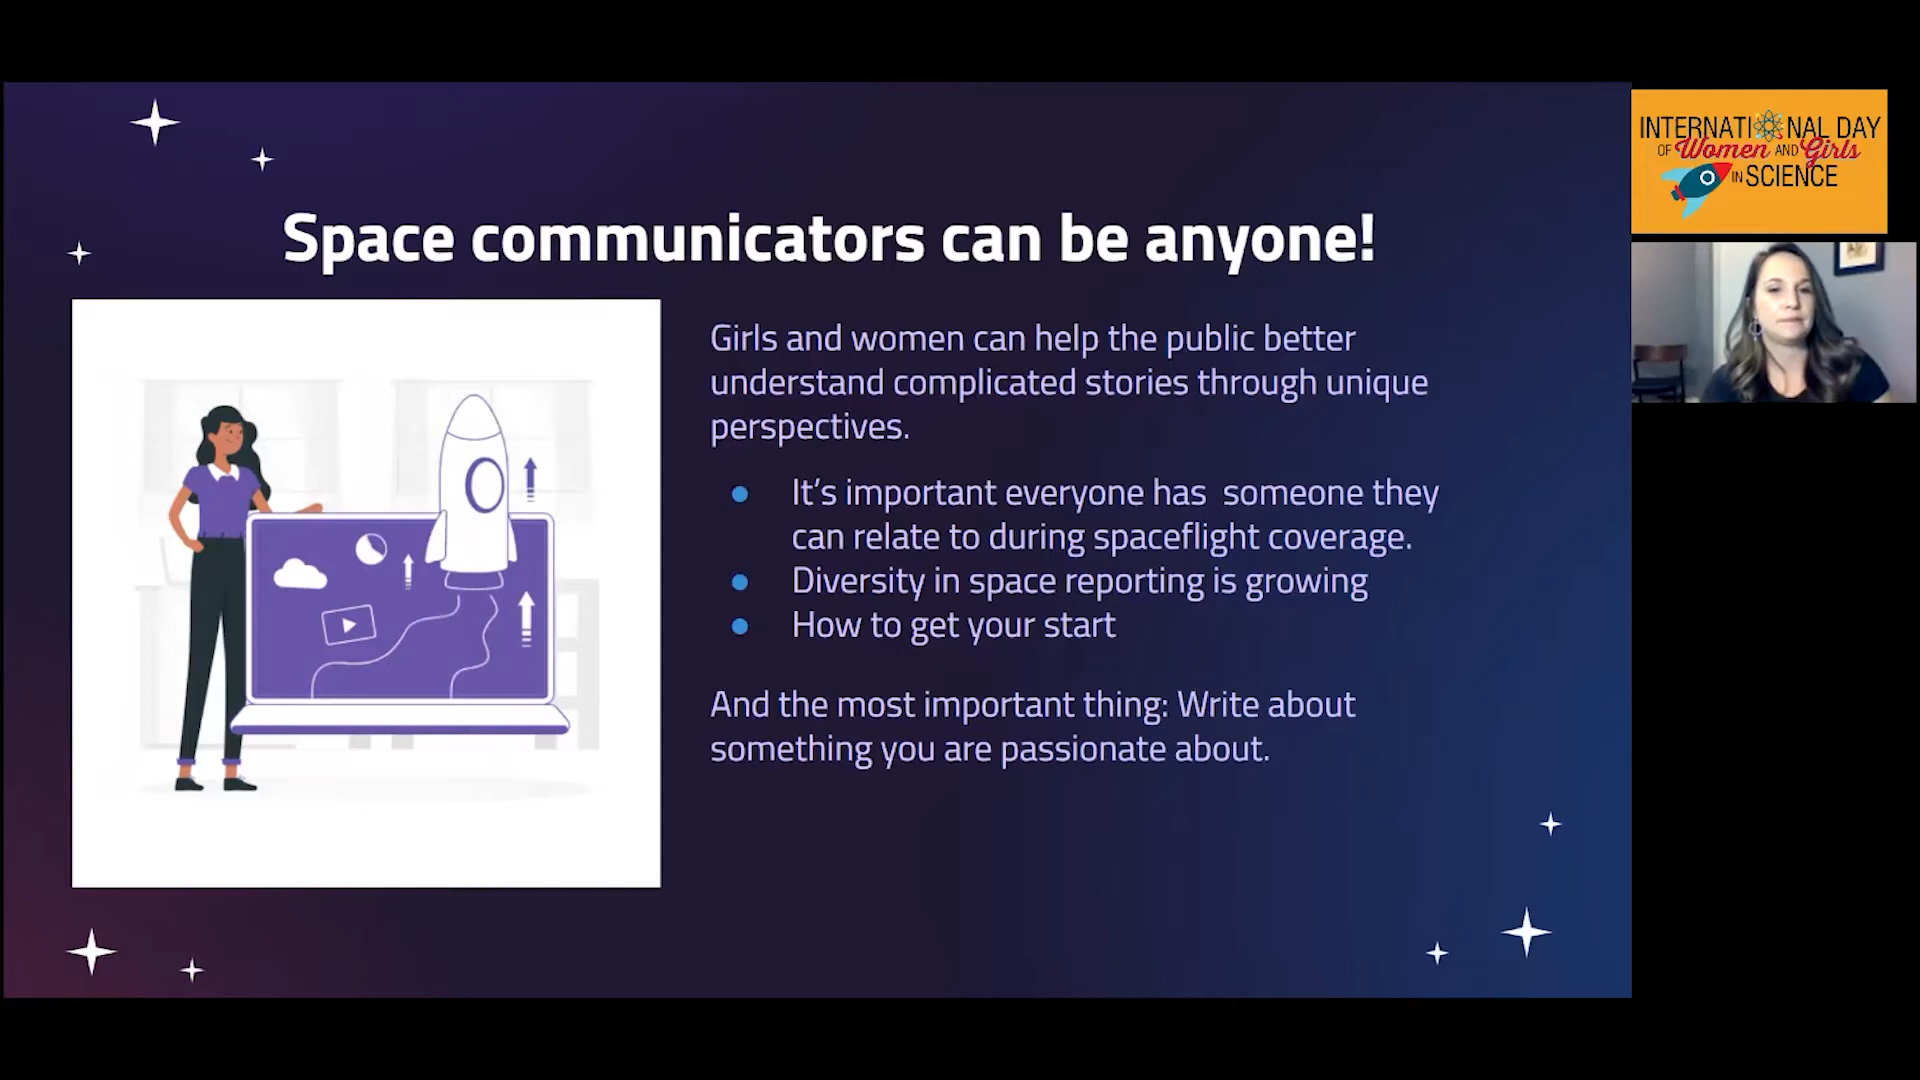 Space communicators can be anyone!
Girls and women can help the public better
understand complicated stories through unique
perspectives.
It's important everyone has someone they
can relate to during spaceflight coverage.
Diversity in space reporting is growing
How to get your start
And the most important thing: Write about
something you are passionate about.
INTERNATIONAL DAY
OF Women AND Girls
IN SCIENCE